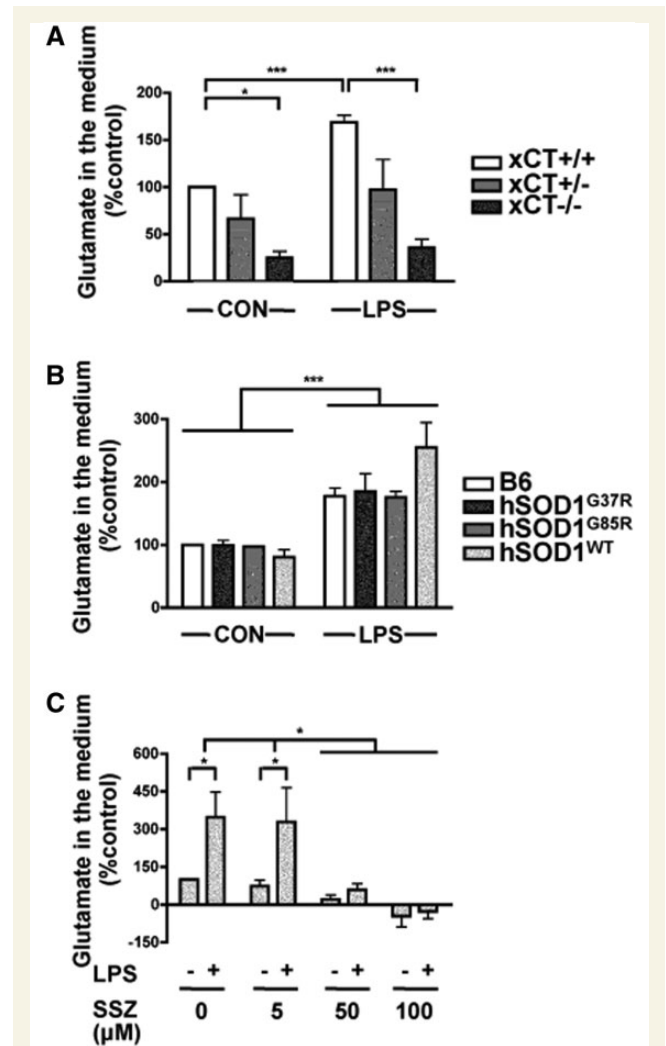 A
***
***
*
Glutamate in the medium
(%control)
200
150
100
50
0
xCT+/+
xCT+/-
xCT-/-
CON
LPS
B
***
Glutamate in the medium
(%control)
300
200
100
0
B6
hSOD1G37R
hSOD1G85R
hSOD1WT
CON
LPS
C
*
*
*
Glutamate in the medium
(%control)
600
450
300
150
0
-150
LPS - + - + - + - +
SSZ 0 5 50 100
(µM)